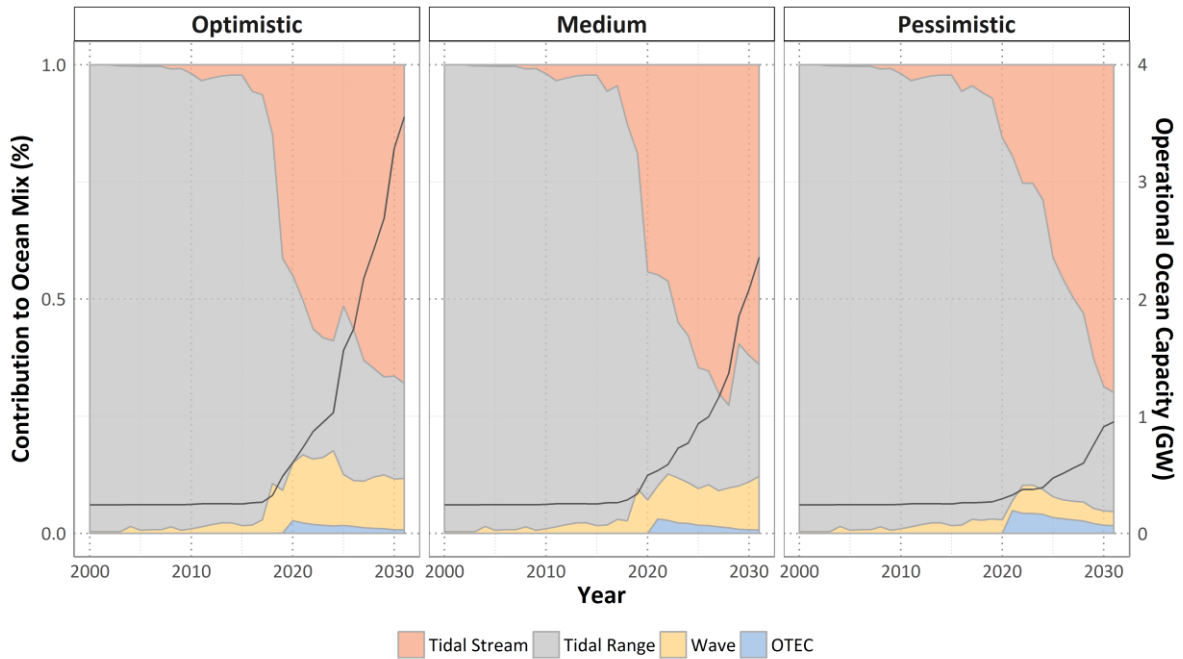 Optimistic Medium Pessimistic
Contribution to Ocean Mix (%)
1.0
0.5
0.0
4
3
2
1
0
Operational Ocean Capacity (GW)
2000 2010 2020 2030 2000 2010 2020 2030 2000 2010 2020 2030
Year
Tidal Stream Tidal Range Wave OTEC